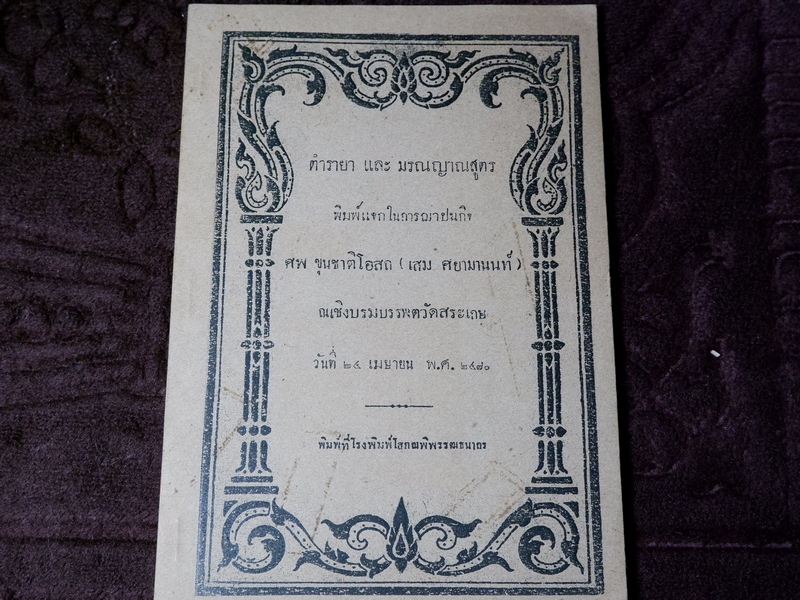 ตำรายา และ มรณญาณสูตร
พิมพ์แจกในการฌาปนกิจ
ศพ ขุนชาติโอสถ (เสม ศยามานนท์)
ณเชิงบรมบรรพตวัดสระเกษ
วันที่ ๒๔ เมษายน พ.ศ. ๒๔๘๐
พิมพ์ที่โรงพิมพ์โสภณพิพรรฒธนากร